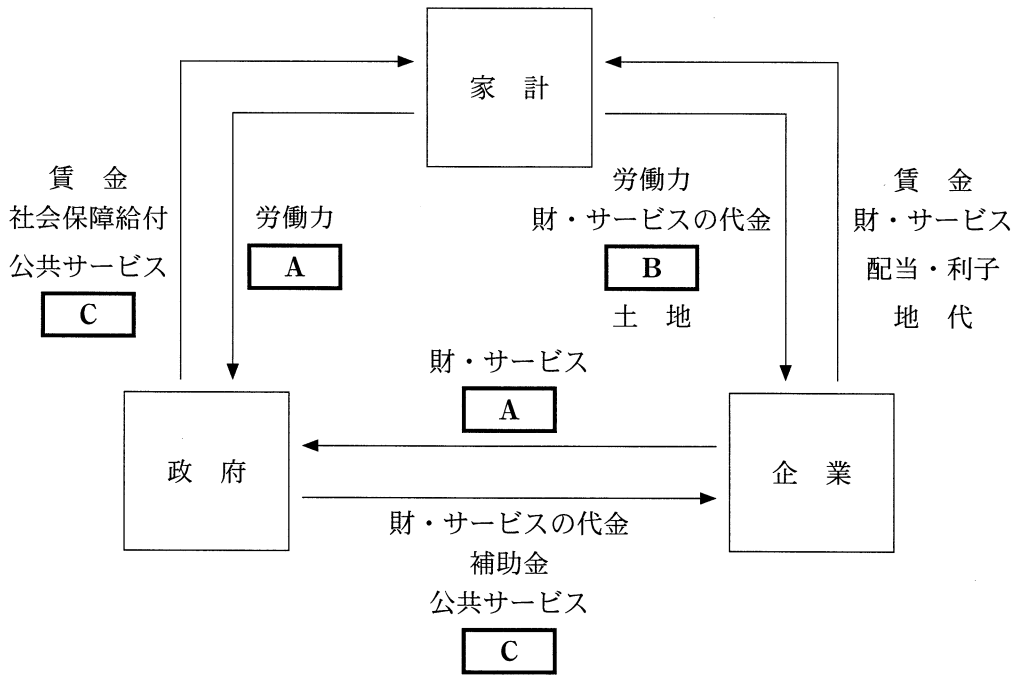 家 計
賃 金
社会保障給付
公共サービス
C
労働力
A
労働力
財・サービスの代金
B
土 地
賃 金
財・サービス
配当・利子
地 代
財・サービス
A
政 府
企 業
財・サービスの代金
補助金
公共サービス
C